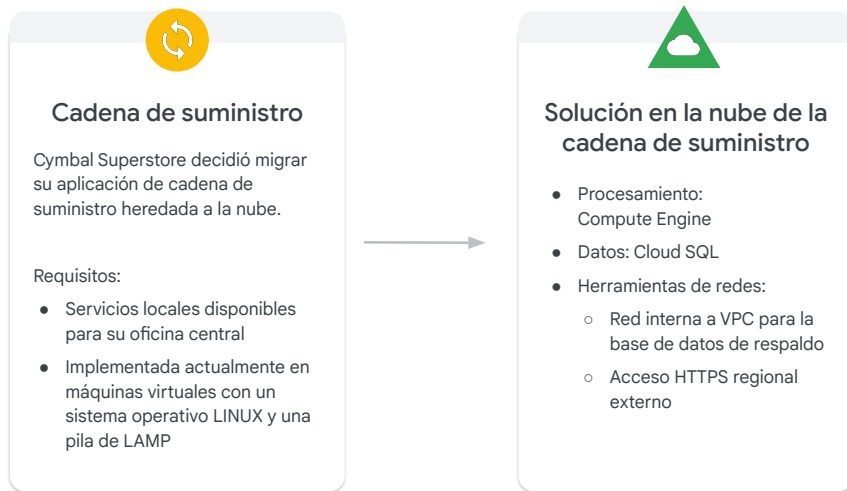 Cadena de suministro
Cymbal Superstore decidió migrar
su aplicación de cadena de
suministro heredada a la nube.
Requisitos:
● Servicios locales disponibles
para su oficina central
● Implementada actualmente en
máquinas virtuales con un
sistema operativo LINUX y una
pila de LAMP
Solución en la nube de la
cadena de suministro
● Procesamiento:
Compute Engine
● Datos: Cloud SQL
● Herramientas de redes:
○ Red interna a VPC para la
base de datos de respaldo
○ Acceso HTTPS regional
externo